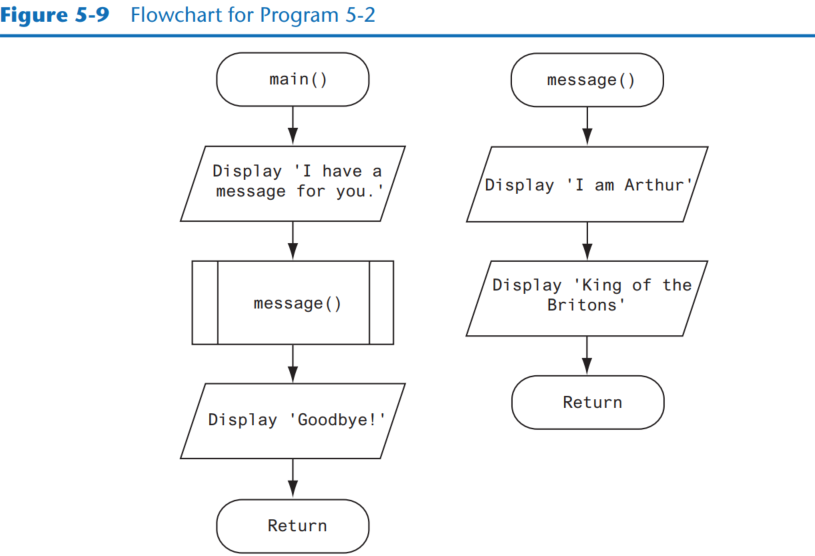 Figure 5-9 Flowchart for Program 5-2
main()
Display 'I have a
message for you.'
message()
Display 'Goodbye!'
Return
message()
Display 'I am Arthur'
Display 'King of the
Britons'
Return